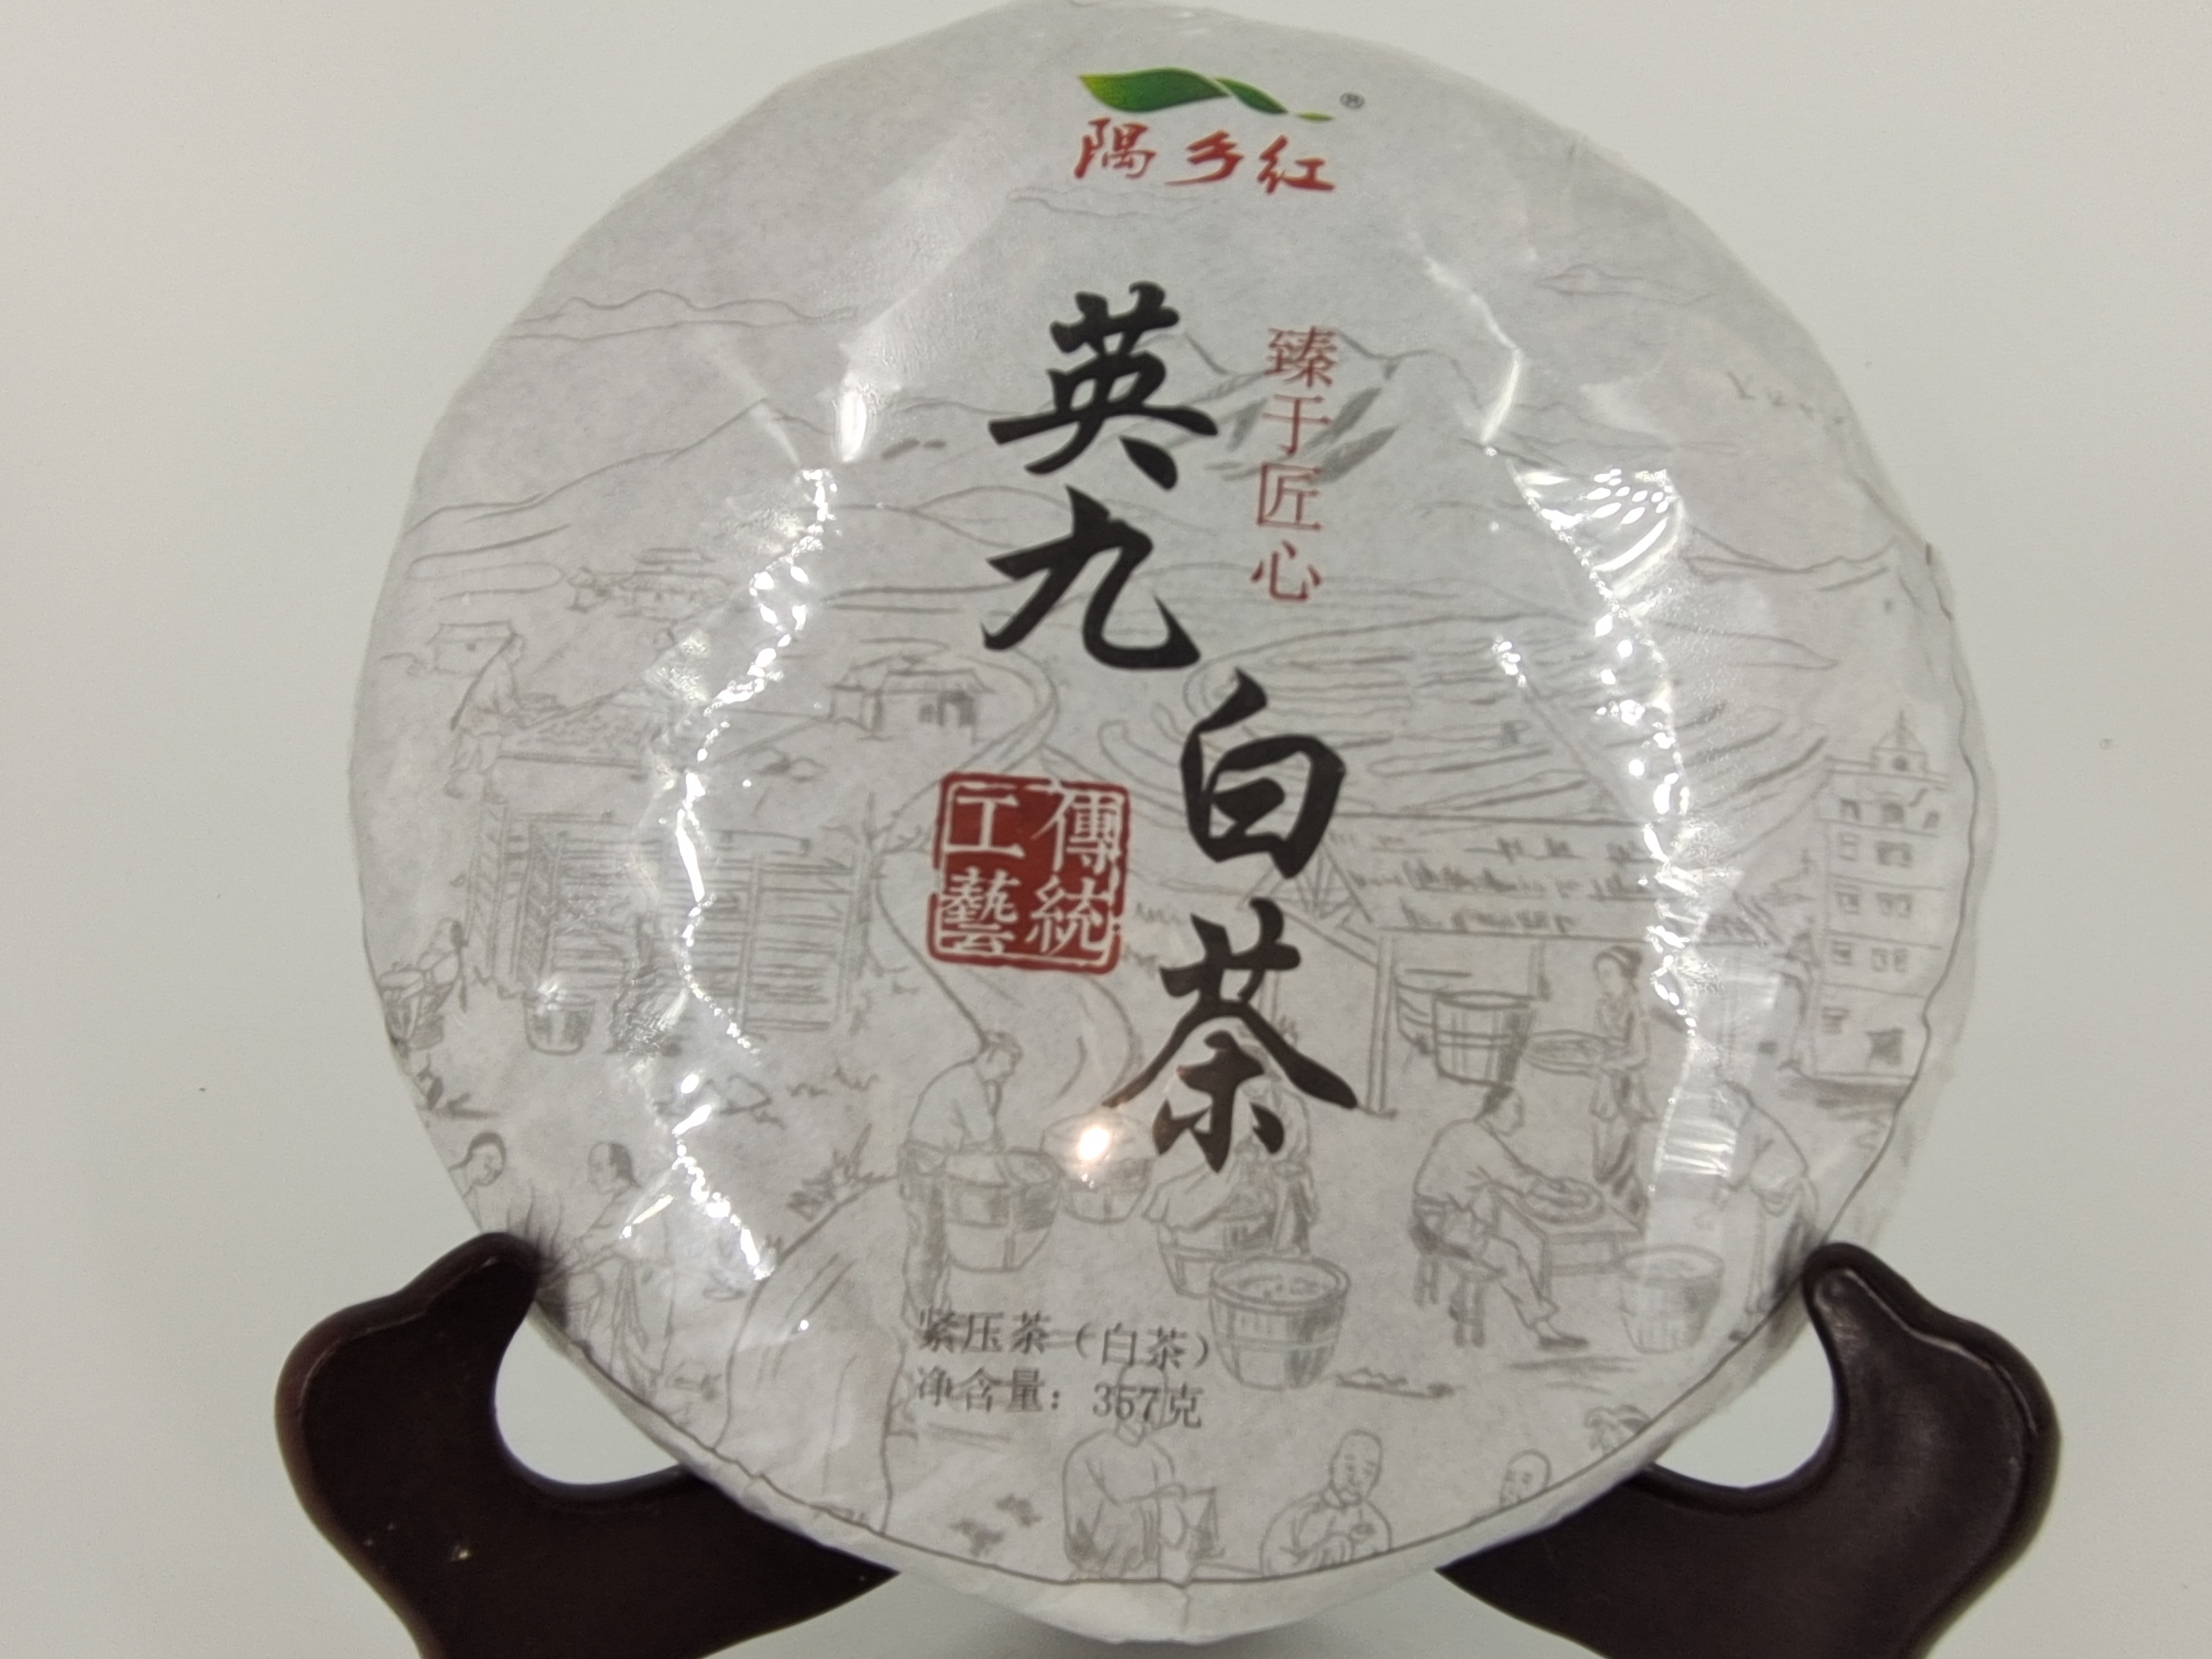 ®
隅乡红
臻于匠心
英九
白茶
傳統
工藝
紧压茶（白茶）
净含量：357克